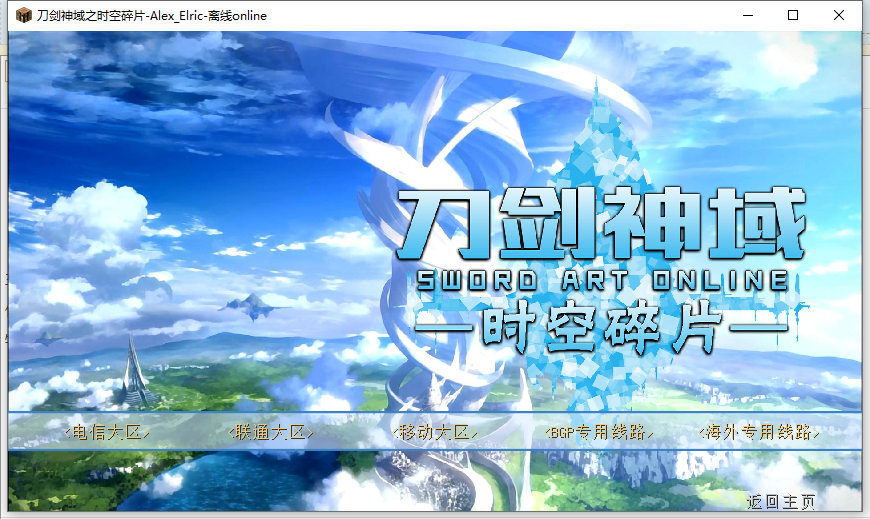 刀剑神域之时空碎片-Alex_Elric-离线online
刀剑神域
SWORD ART ONLINE
时空碎片
<电信大区/ <联通大区/ <移动大区/ <BGP专用线路/ <海外专用线路/
返回主页